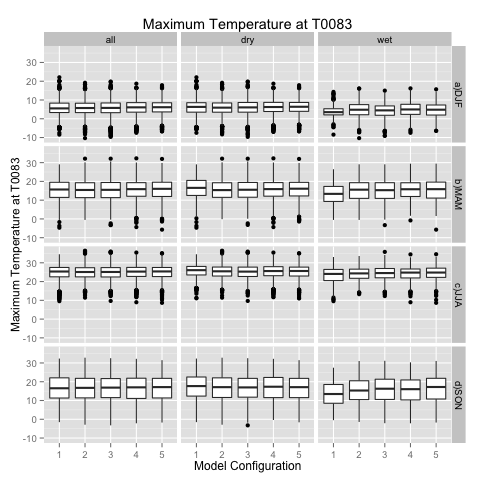 Maximum Temperature at T0083
all dry wet
30
20
10
0
-10
a)DJF
30
20
10
0
-10
b)MAM
30
20
10
0
-10
c)JJA
30
20
10
0
-10
d)SON
Maximum Temperature at T0083
1 2 3 4 5 1 2 3 4 5 1 2 3 4 5
Model Configuration